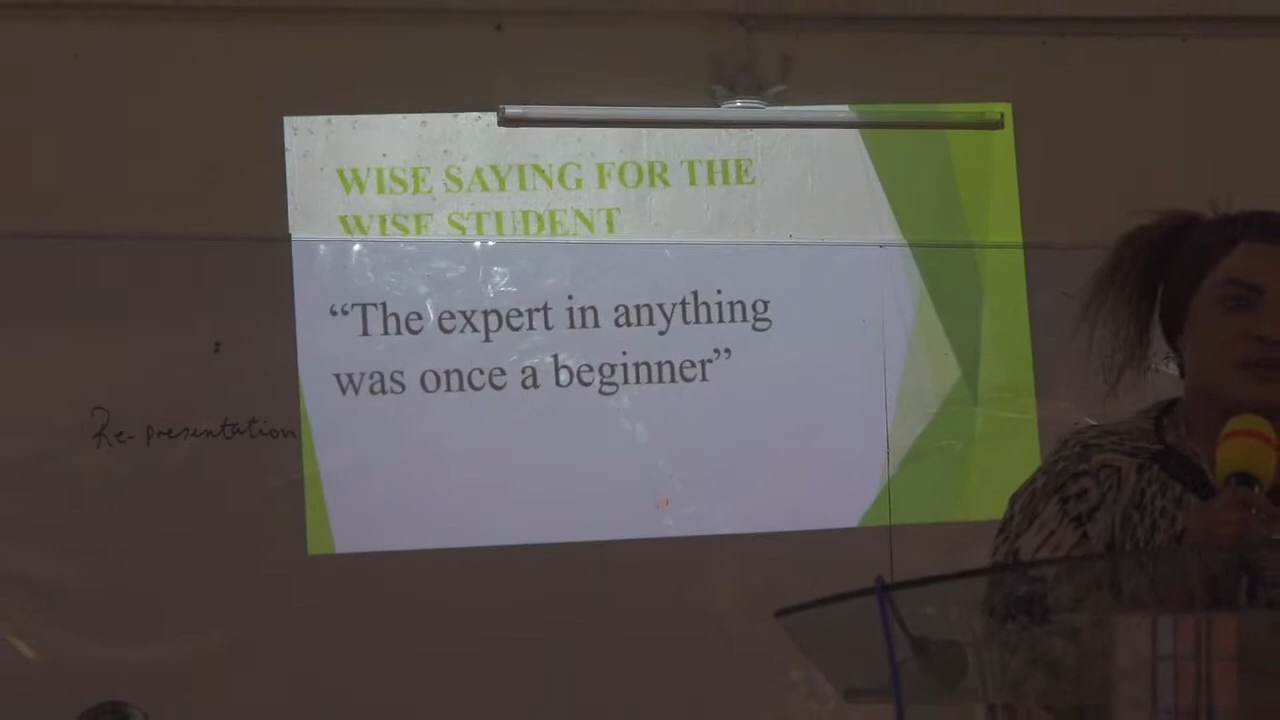 WISE SAYING FOR THE
WISE STUDENT
“The expert in anything
was once a beginner”
Re-presentation